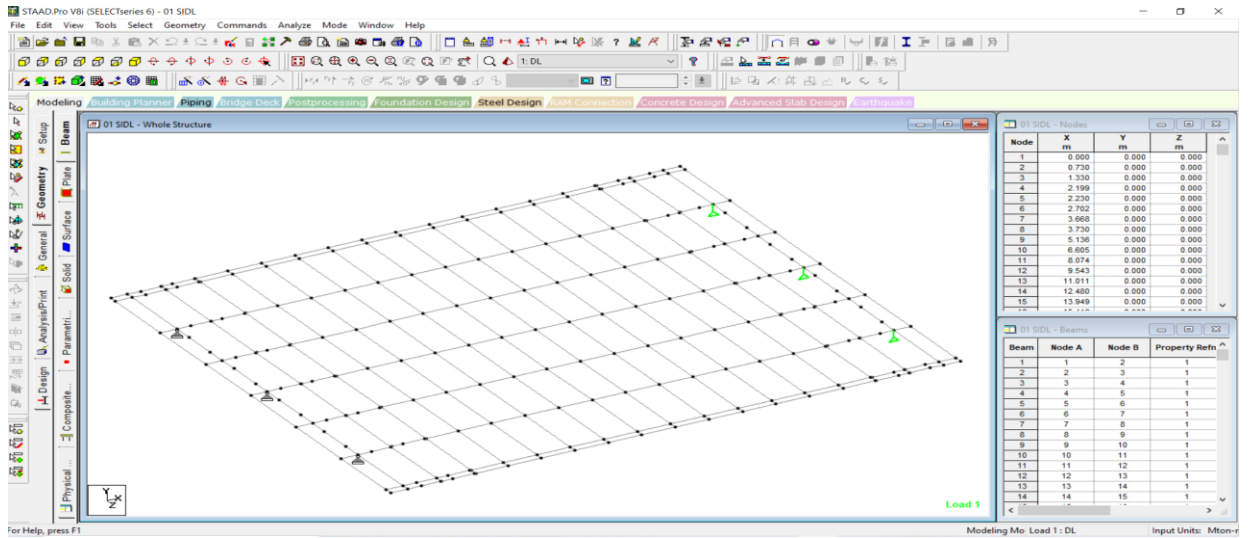 STAAD.Pro V8i (SELECTseries 6) - 01 SIDL
File Edit View Tools Select Geometry Commands Analyze Mode Window Help
1: DL
Modeling Building Planner Piping Bridge Deck Postprocessing Foundation Design Steel Design RAM Connection Concrete Design Advanced Slab Design Earthquake
Setup
Geometry
General
Analysis/Print
Design
Beam
Plate
Surface
Solid
Parametri...
Composite...
Physical ...
01 SIDL - Whole Structure
Y
X
Z
Load 1
01 SIDL - Nodes
Node X m Y m Z m
1 0.000 0.000 0.000
2 0.730 0.000 0.000
3 1.330 0.000 0.000
4 2.199 0.000 0.000
5 2.230 0.000 0.000
6 2.702 0.000 0.000
7 3.668 0.000 0.000
8 3.730 0.000 0.000
9 5.136 0.000 0.000
10 6.605 0.000 0.000
11 8.074 0.000 0.000
12 9.543 0.000 0.000
13 11.011 0.000 0.000
14 12.480 0.000 0.000
15 13.949 0.000 0.000
01 SIDL - Beams
Beam Node A Node B Property Refn
1 1 2 1
2 2 3 1
3 3 4 1
4 4 5 1
5 5 6 1
6 6 7 1
7 7 8 1
8 8 9 1
9 9 10 1
10 10 11 1
11 11 12 1
12 12 13 1
13 13 14 1
14 14 15 1
For Help, press F1
Modeling Mo Load 1 : DL Input Units: Mton-r